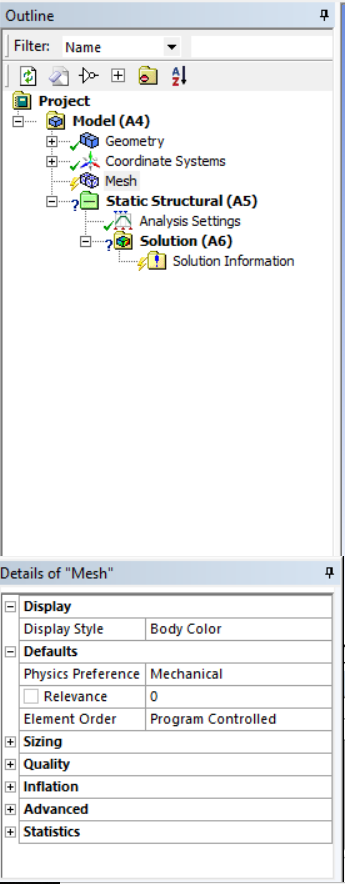 Outline
Filter: Name
Project
Model (A4)
Geometry
Coordinate Systems
Mesh
Static Structural (A5)
Analysis Settings
Solution (A6)
Solution Information
Details of "Mesh"
Display
Display Style Body Color
Defaults
Physics Preference Mechanical
Relevance 0
Element Order Program Controlled
Sizing
Quality
Inflation
Advanced
Statistics